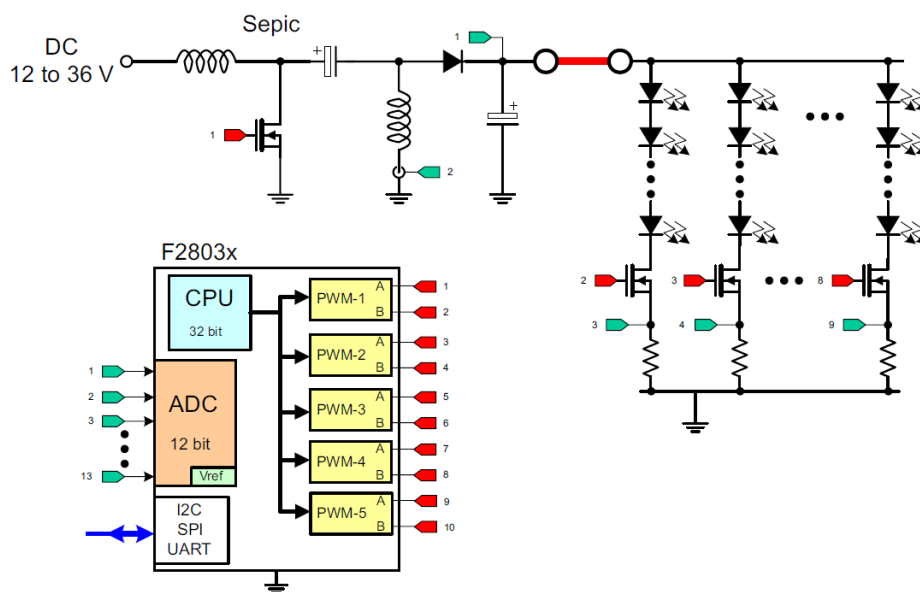 Sepic
DC
12 to 36 V
1
1
2
2
3
8
3
4
9
F2803x
CPU
32 bit
PWM-1
A
B
1
2
PWM-2
A
B
3
4
1
2
3
13
ADC
12 bit
Vref
PWM-3
A
B
5
6
PWM-4
A
B
7
8
PWM-5
A
B
9
10
I2C
SPI
UART